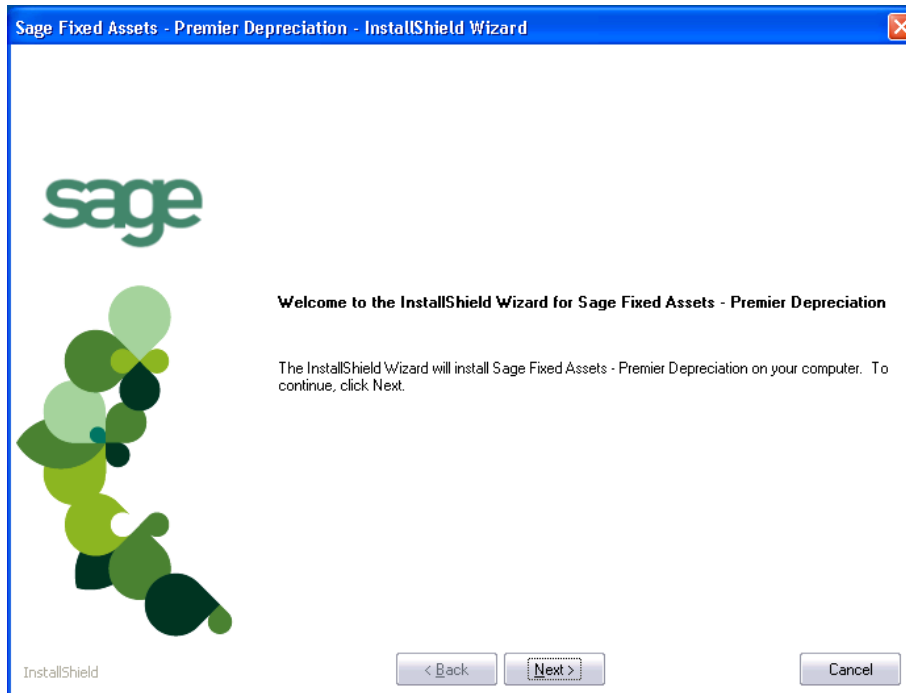 Sage Fixed Assets - Premier Depreciation - InstallShield Wizard
sage
Welcome to the InstallShield Wizard for Sage Fixed Assets - Premier Depreciation
The InstallShield Wizard will install Sage Fixed Assets - Premier Depreciation on your computer.  To
continue, click Next.
InstallShield
< Back
Next >
Cancel